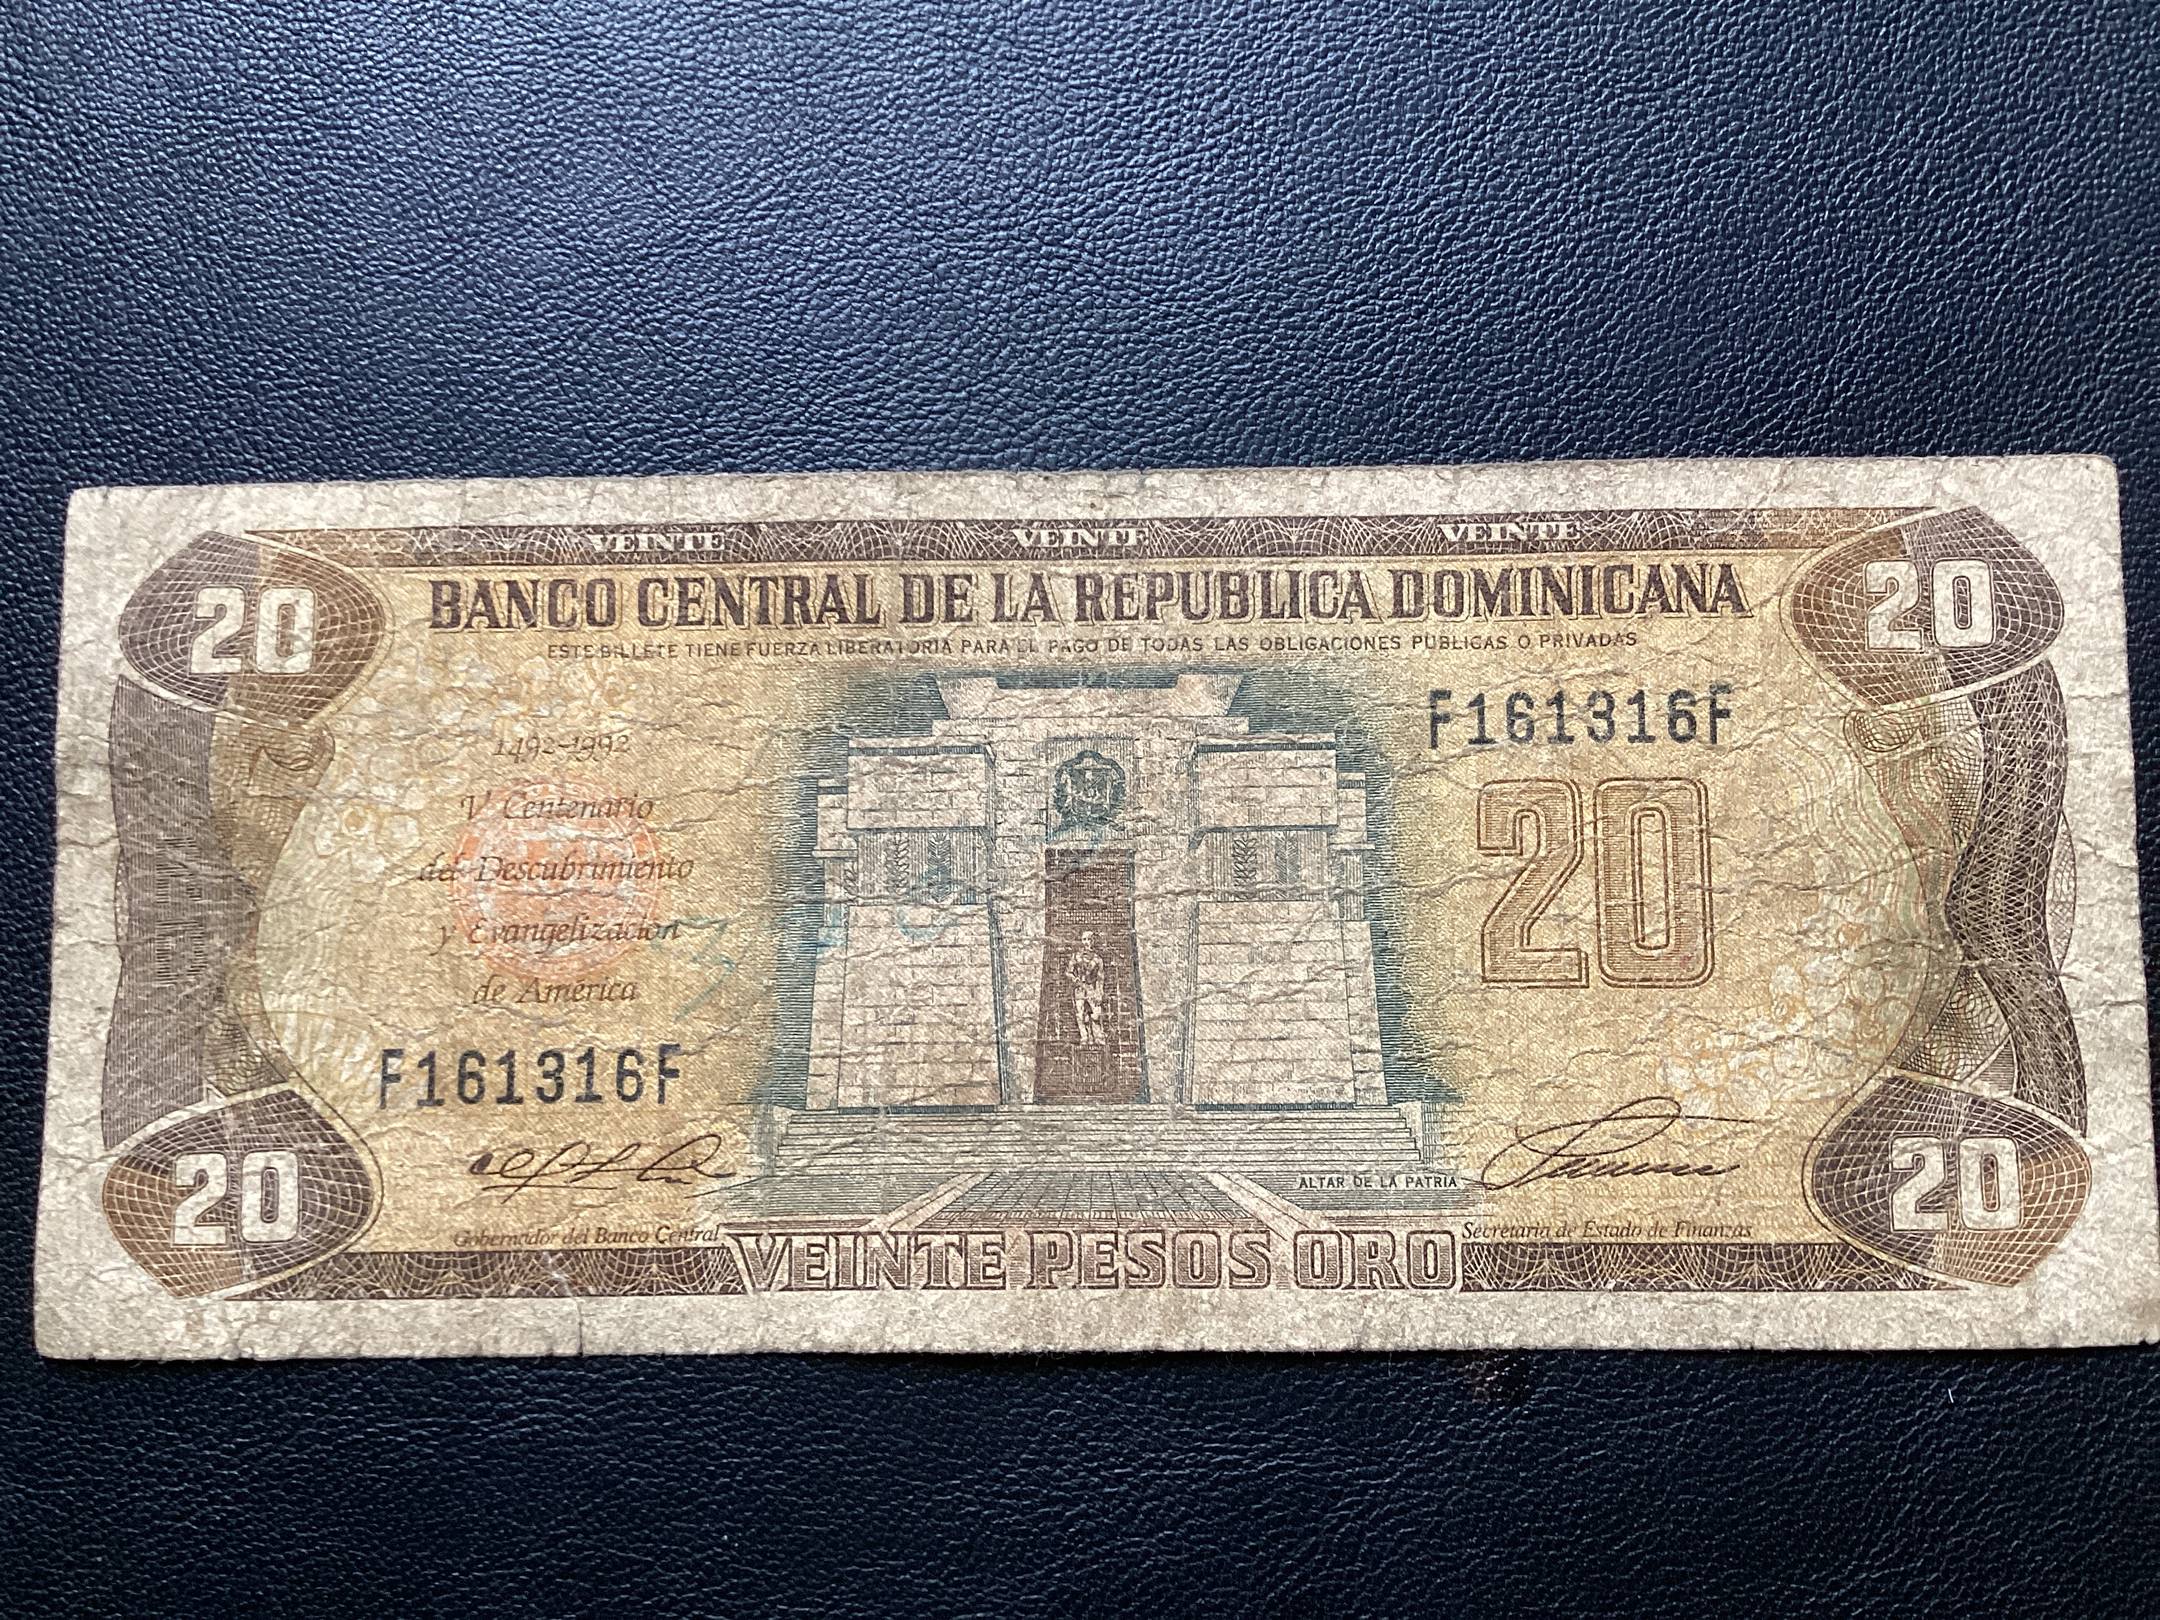 VEINTE VEINTE VEINTE
20 20
BANCO CENTRAL DE LA REPUBLICA DOMINICANA
ESTE BILLETE TIENE FUERZA LIBERATORIA PARA EL PAGO DE TODAS LAS OBLIGACIONES PUBLICAS O PRIVADAS
F161316F
1492-1992
V Centenario
del Descubrimiento
y Evangelización
de América
20
F161316F
ALTAR DE LA PATRIA
20 20
Gobernador del Banco Central
VEINTE PESOS ORO
Secretario de Estado de Finanzas